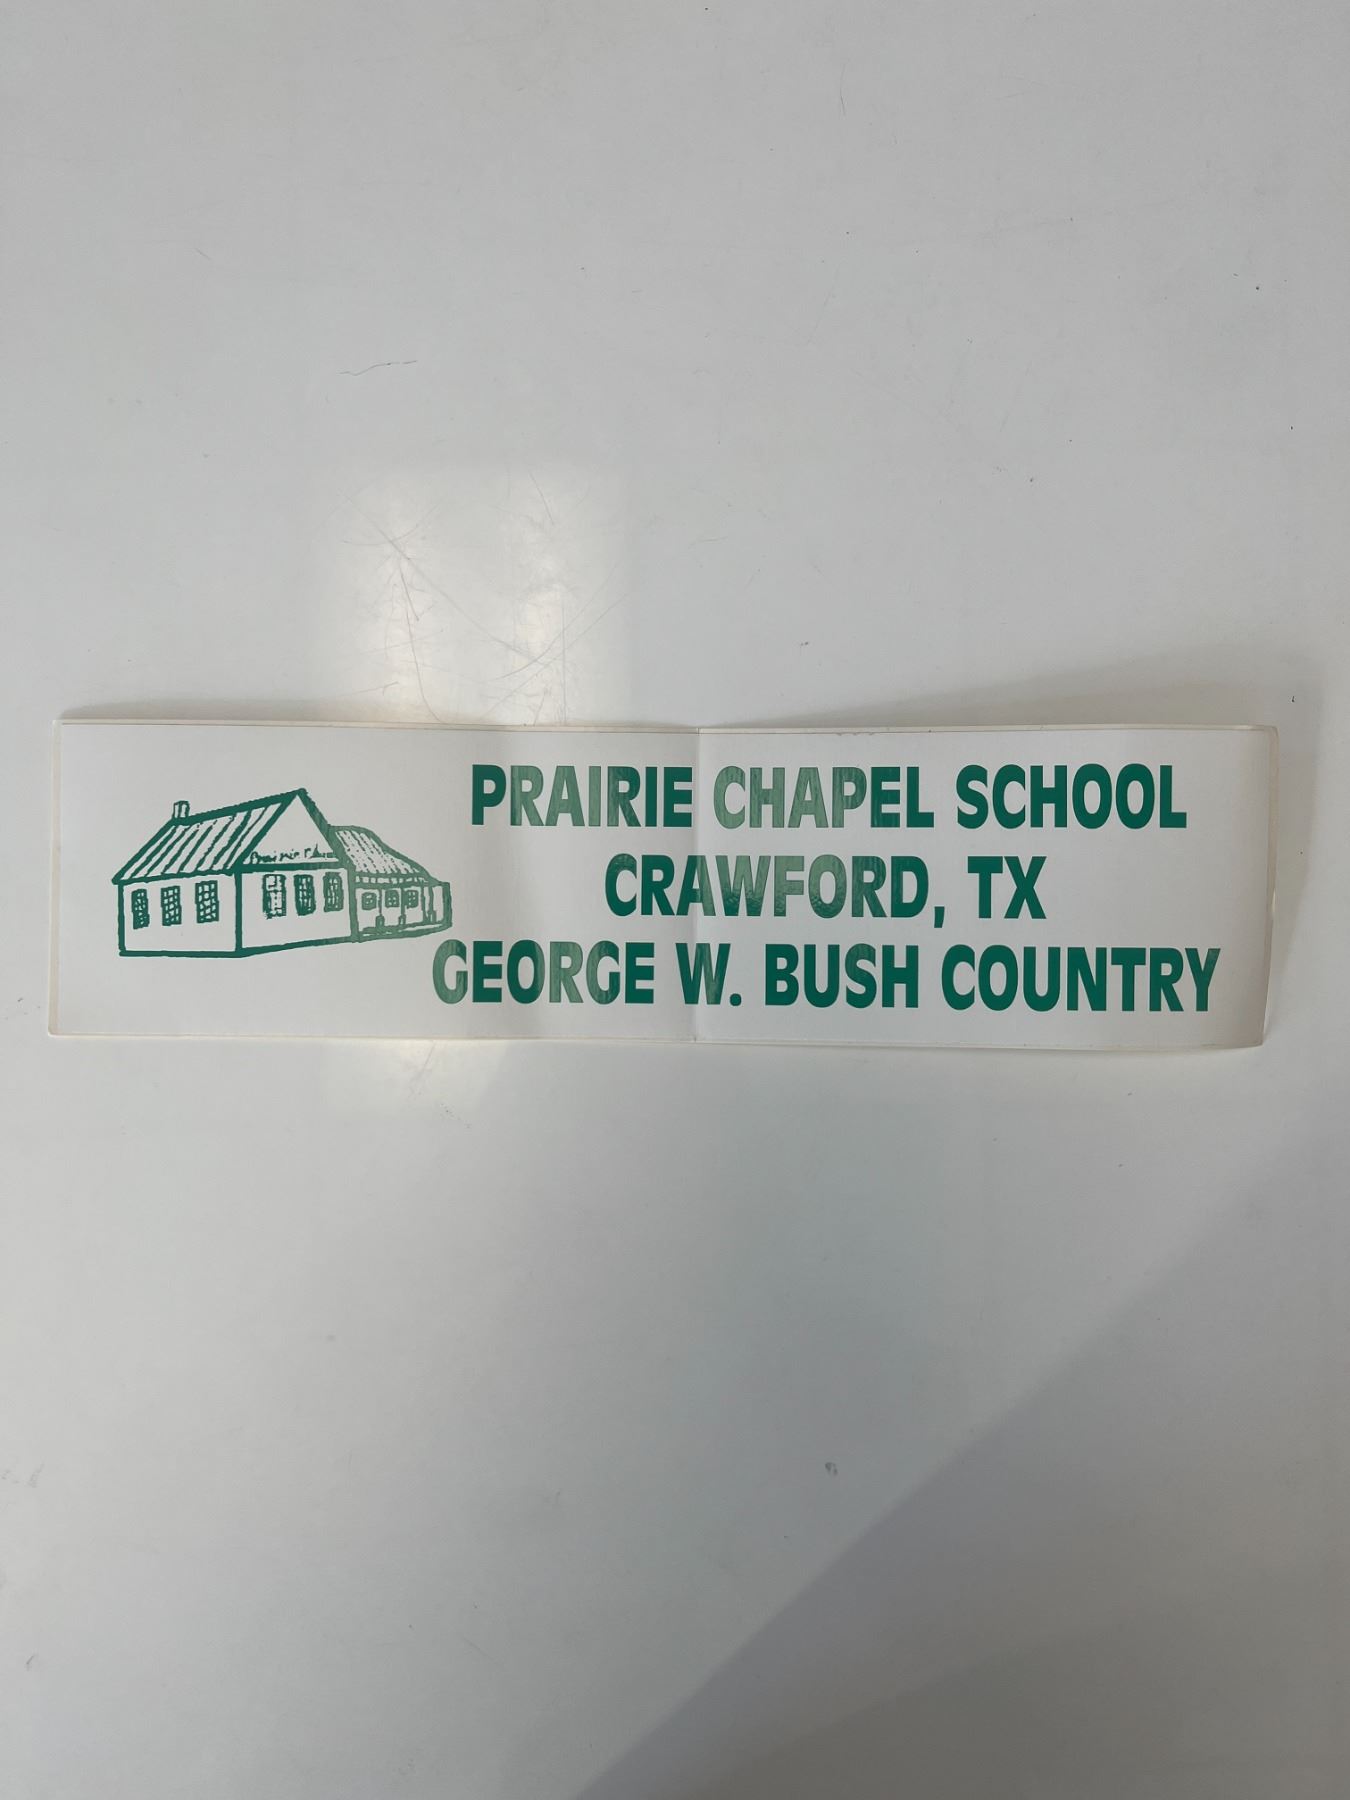 PRAIRIE CHAPEL SCHOOL
CRAWFORD, TX
GEORGE W. BUSH COUNTRY